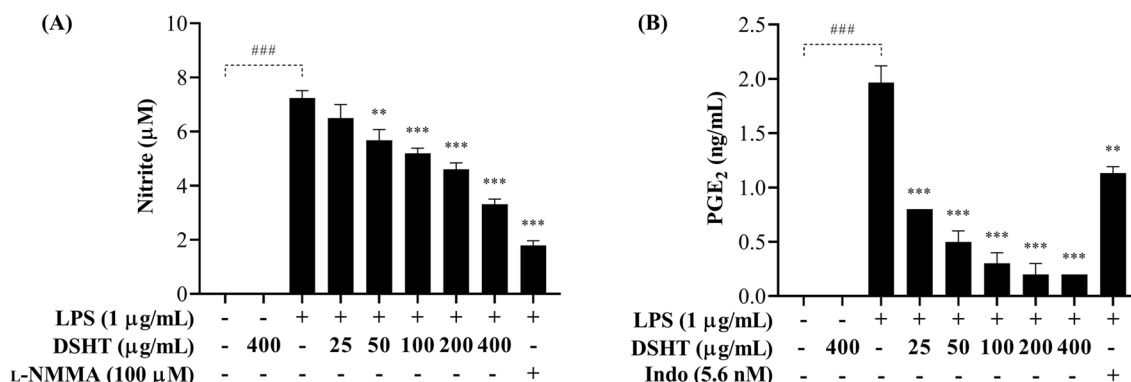 (A)
10
8
6
4
2
0
Nitrite (μM)
###
**
***
***
***
***
LPS (1 μg/mL) - - + + + + + + +
DSHT (μg/mL) - 400 - 25 50 100 200 400 -
L-NMMA (100 μM) - - - - - - - - +
(B)
2.5
2.0
1.5
1.0
0.5
0.0
PGE2 (ng/mL)
###
***
***
***
***
***
**
LPS (1 μg/mL) - - + + + + + + +
DSHT (μg/mL) - 400 - 25 50 100 200 400 -
Indo (5.6 nM) - - - - - - - - +